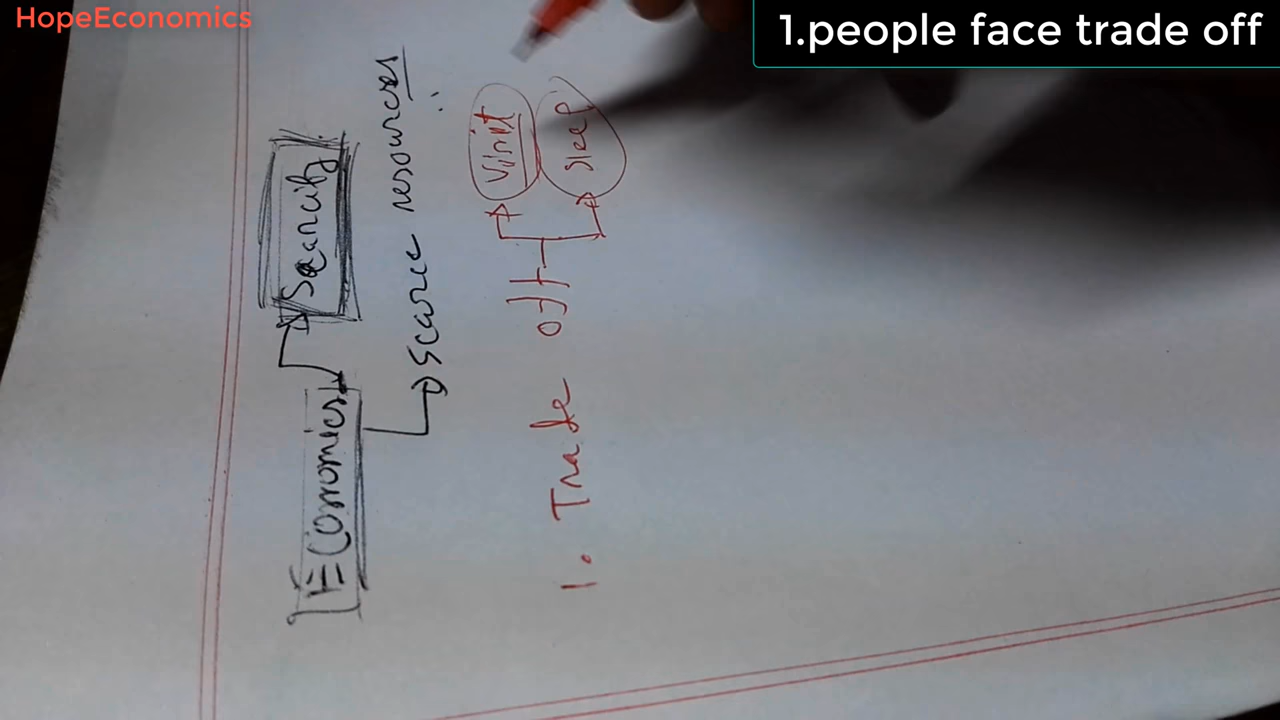 HopeEconomics
1.people face trade off
Economics
Scarcity
Scarce resources
1. Trade off
Visit
Sleep